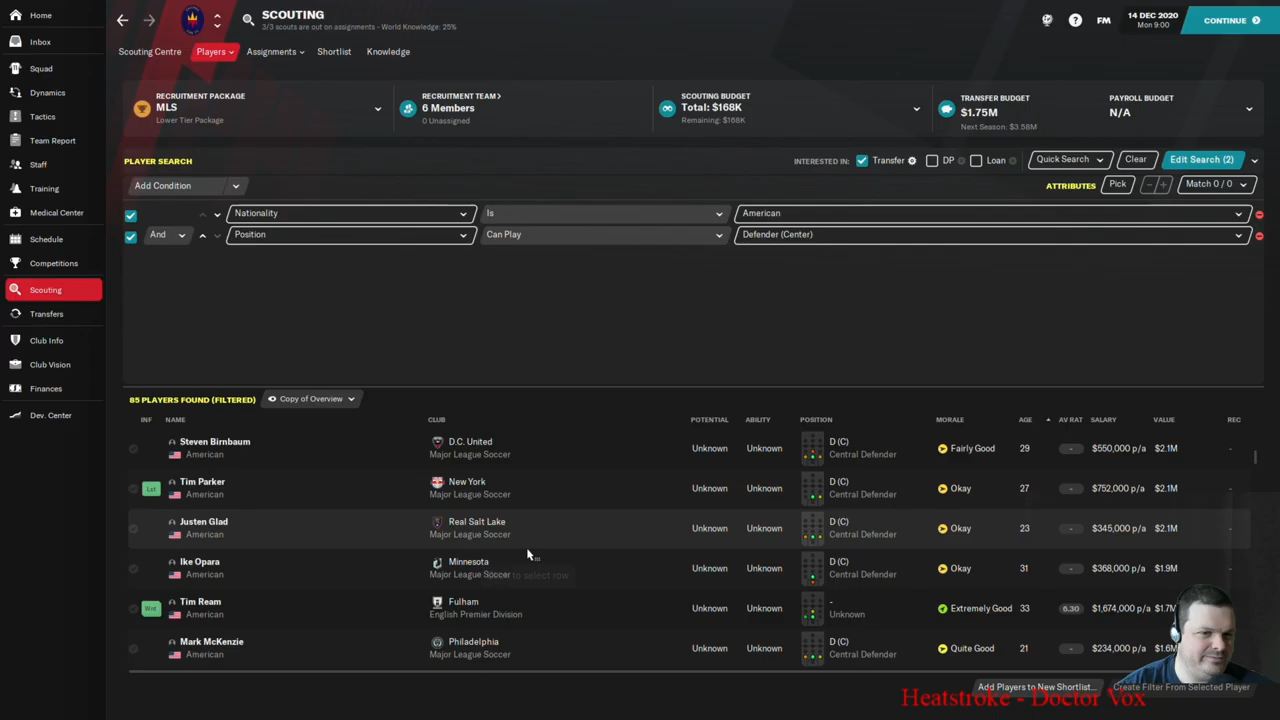 Home
Inbox
Squad
Dynamics
Tactics
Team Report
Staff
Training
Medical Center
Schedule
Competitions
Scouting
Transfers
Club Info
Club Vision
Finances
Dev. Center
SCOUTING
3/3 scouts are out on assignments - World Knowledge: 25%
FM
14 DEC 2020
Mon 9:00
CONTINUE
Scouting Centre
Players
Assignments
Shortlist
Knowledge
RECRUITMENT PACKAGE
MLS
Lower Tier Package
RECRUITMENT TEAM
6 Members
0 Unassigned
SCOUTING BUDGET
Total: $168K
Remaining: $168K
TRANSFER BUDGET
$1.75M
Next Season: $3.58M
PAYROLL BUDGET
N/A
PLAYER SEARCH
INTERESTED IN: Transfer DP Loan Quick Search Clear Edit Search (2)
Add Condition
ATTRIBUTES Pick Match 0 / 0
Nationality Is American
And Position Can Play Defender (Center)
85 PLAYERS FOUND (FILTERED) Copy of Overview
INF NAME CLUB POTENTIAL ABILITY POSITION MORALE AGE AV RAT SALARY VALUE REC
Steven Birnbaum D.C. United D (C)
Unknown Unknown Fairly Good 29 - $550,000 p/a $2.1M -
American Major League Soccer Central Defender
Tim Parker New York D (C)
Lst Unknown Unknown Okay 27 - $752,000 p/a $2.1M -
American Major League Soccer Central Defender
Justen Glad Real Salt Lake D (C)
Unknown Unknown Okay 23 - $345,000 p/a $2.1M -
American Major League Soccer Central Defender
Ike Opara Minnesota D (C)
Unknown Unknown Okay 31 - $368,000 p/a $1.9M -
American Major League Soccer to select row Central Defender
Tim Ream Fulham -
Wnt Unknown Unknown Extremely Good 33 6.30 $1,674,000 p/a $1.7M
American English Premier Division Unknown
Mark McKenzie Philadelphia D (C)
Unknown Unknown Quite Good 21 - $234,000 p/a $1.6M
American Major League Soccer Central Defender
Add Players to New Shortlist... Create Filter From Selected Player
Heatstroke - Doctor Vox